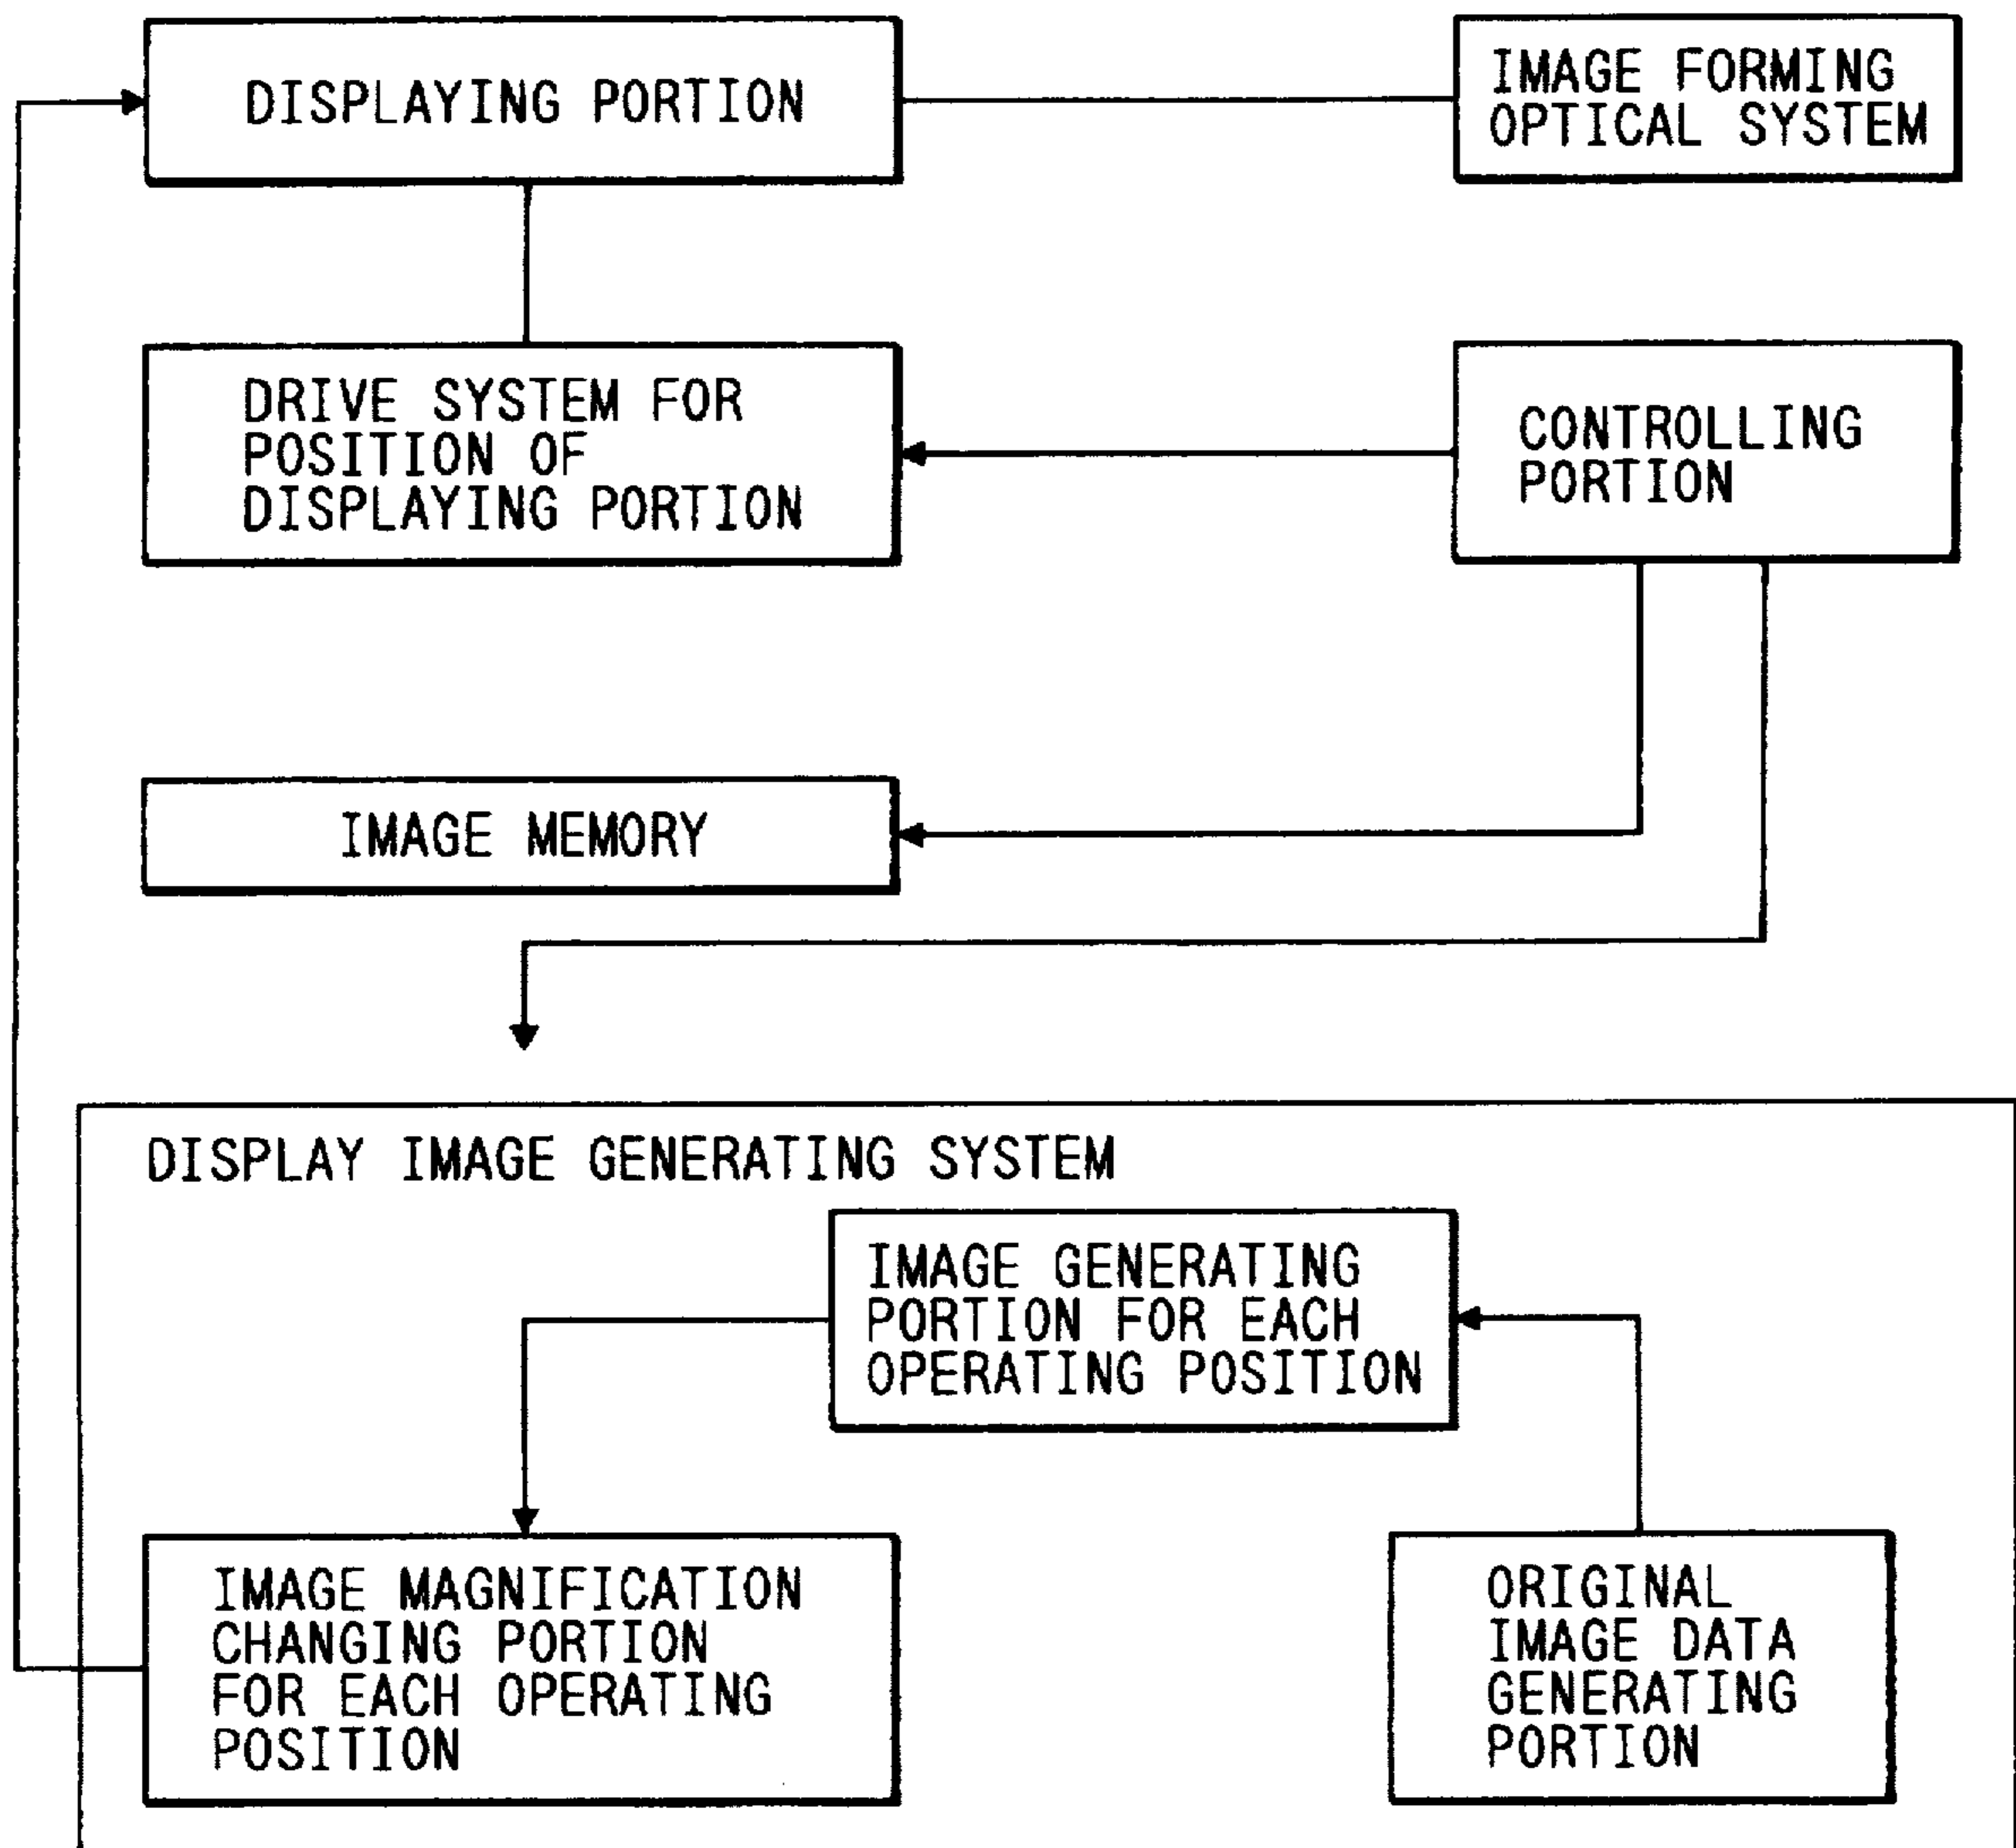 DISPLAYING PORTION
IMAGE FORMING
OPTICAL SYSTEM
DRIVE SYSTEM FOR
POSITION OF
DISPLAYING PORTION
CONTROLLING
PORTION
IMAGE MEMORY
DISPLAY IMAGE GENERATING SYSTEM
IMAGE GENERATING
PORTION FOR EACH
OPERATING POSITION
IMAGE MAGNIFICATION
CHANGING PORTION
FOR EACH OPERATING
POSITION
ORIGINAL
IMAGE DATA
GENERATING
PORTION